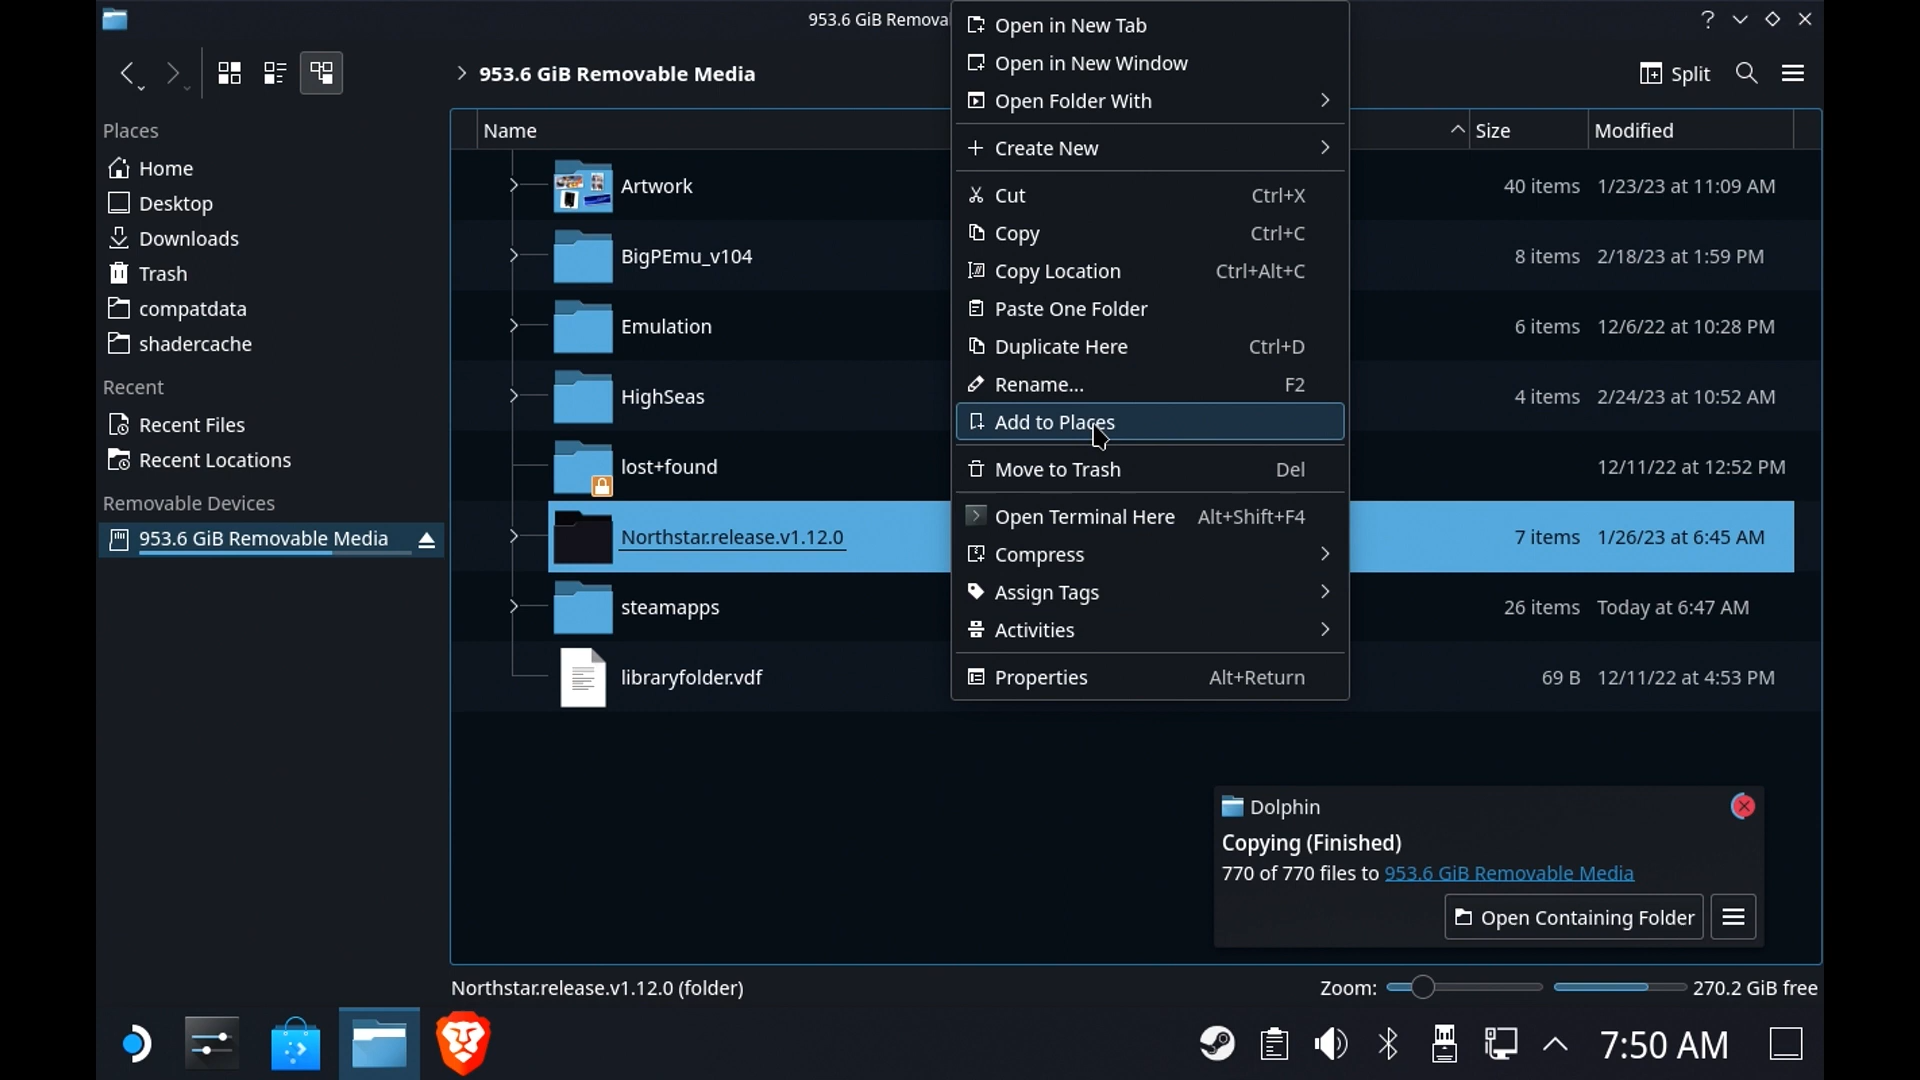 953.6 GiB Remova
953.6 GiB Removable Media
Split
Places
Home
Desktop
Downloads
Trash
compatdata
shadercache
Recent
Recent Files
Recent Locations
Removable Devices
953.6 GiB Removable Media
Name Size Modified
Artwork 40 items 1/23/23 at 11:09 AM
BigPEmu_v104 8 items 2/18/23 at 1:59 PM
Emulation 6 items 12/6/22 at 10:28 PM
HighSeas 4 items 2/24/23 at 10:52 AM
lost+found 12/11/22 at 12:52 PM
Northstar.release.v1.12.0 7 items 1/26/23 at 6:45 AM
steamapps 26 items Today at 6:47 AM
libraryfolder.vdf 69 B 12/11/22 at 4:53 PM
Open in New Tab
Open in New Window
Open Folder With
Create New
Cut Ctrl+X
Copy Ctrl+C
Copy Location Ctrl+Alt+C
Paste One Folder
Duplicate Here Ctrl+D
Rename... F2
Add to Places
Move to Trash Del
Open Terminal Here Alt+Shift+F4
Compress
Assign Tags
Activities
Properties Alt+Return
Dolphin
Copying (Finished)
770 of 770 files to 953.6 GiB Removable Media
Open Containing Folder
Northstar.release.v1.12.0 (folder)
Zoom: 270.2 GiB free
7:50 AM